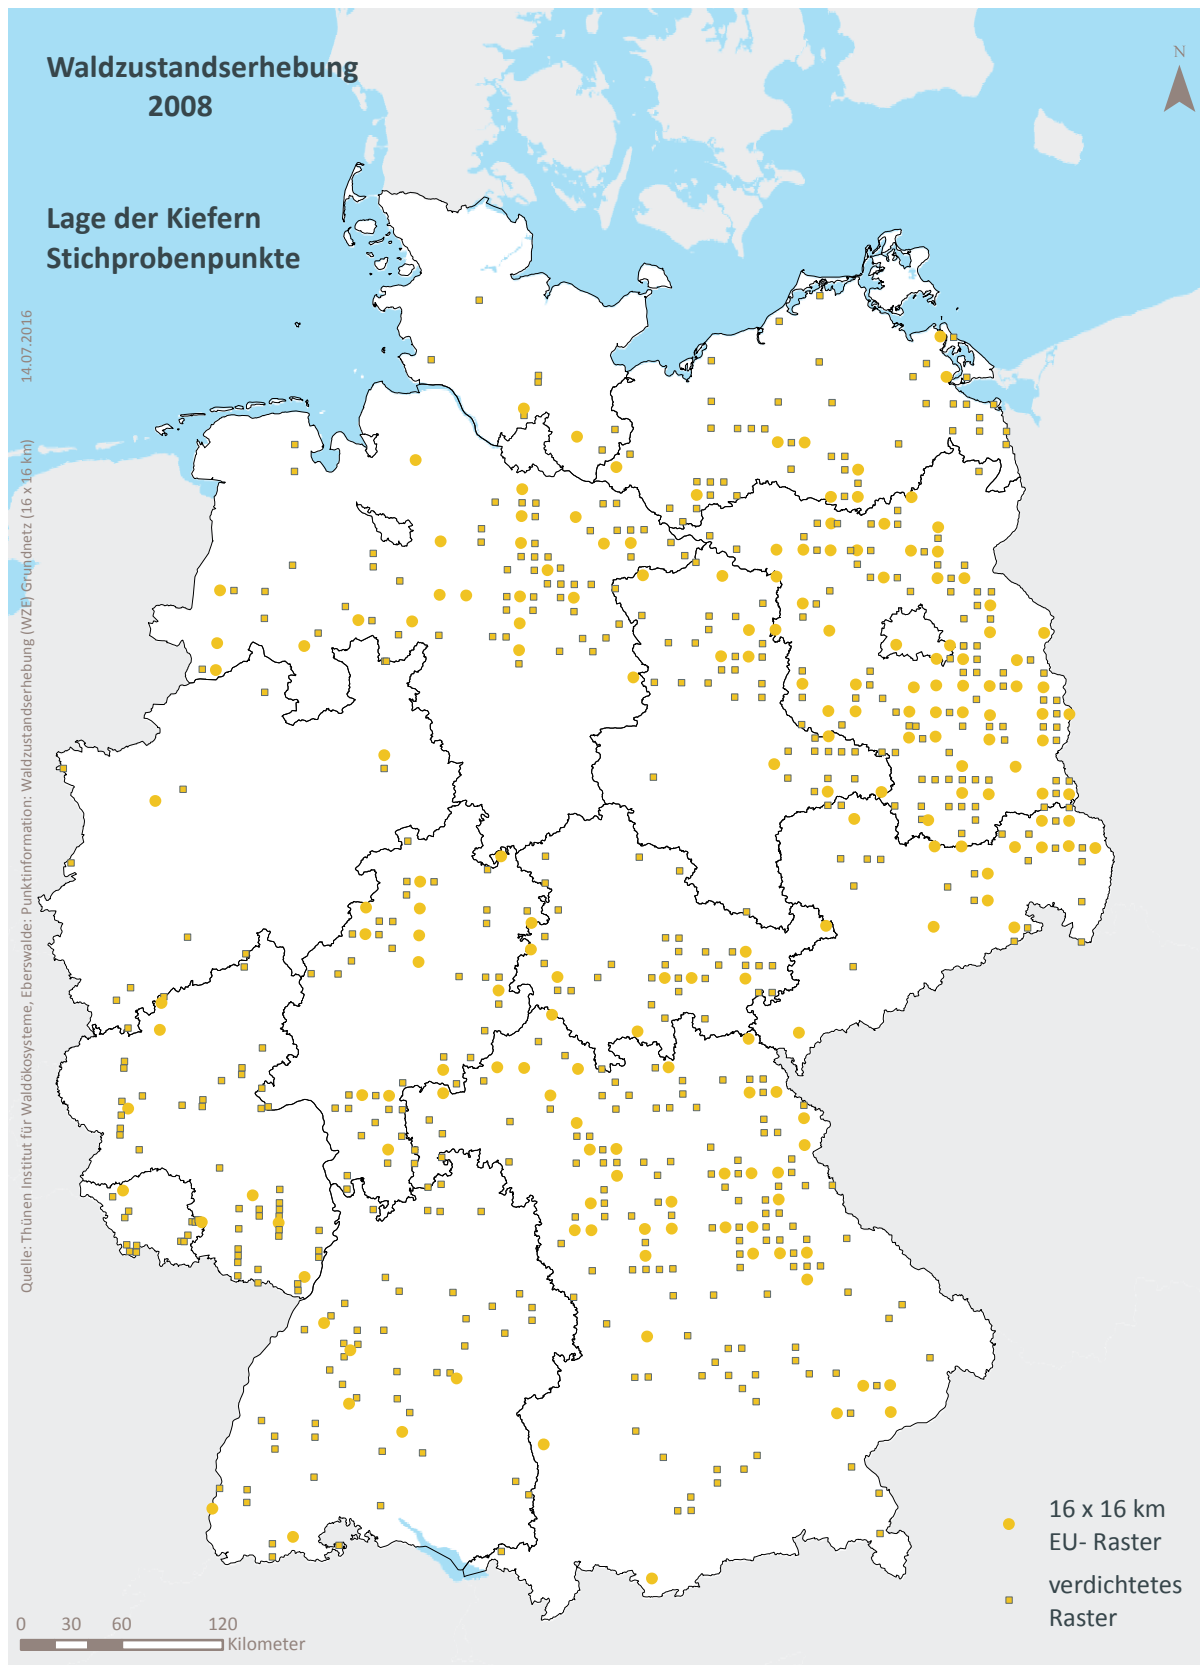 Waldzustandserhebung
2008
Lage der Kiefern
Stichprobenpunkte
N
Quelle: Thünen Institut für Waldökosysteme, Eberswalde: Punktinformation: Waldzustandserhebung (WZE) Grundnetz (16 x 16 km) 14.07.2016
16 x 16 km
EU- Raster
verdichtetes
Raster
0 30 60 120
Kilometer